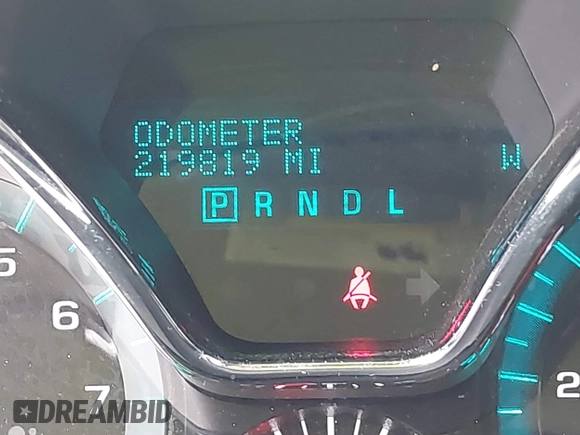 ODOMETER
219819 MI W
P R N D L
5
6
7
2
DREAMBID